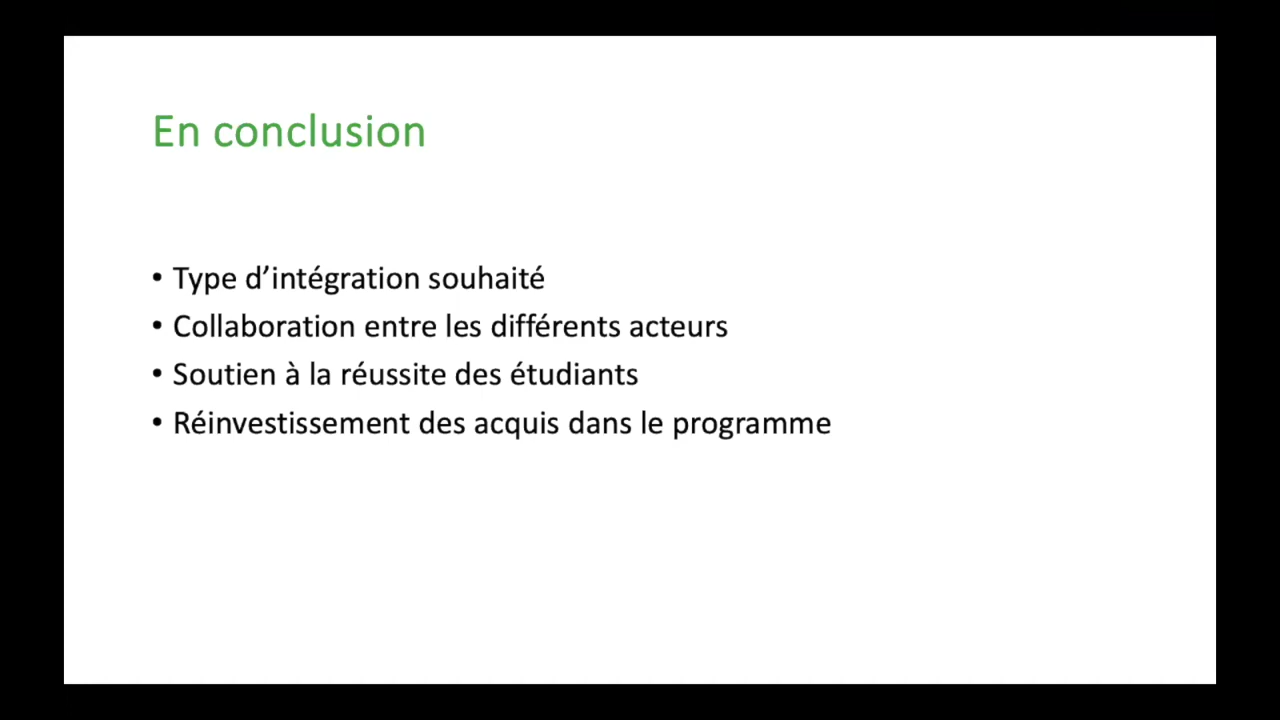 En conclusion
• Type d’intégration souhaité
• Collaboration entre les différents acteurs
• Soutien à la réussite des étudiants
• Réinvestissement des acquis dans le programme